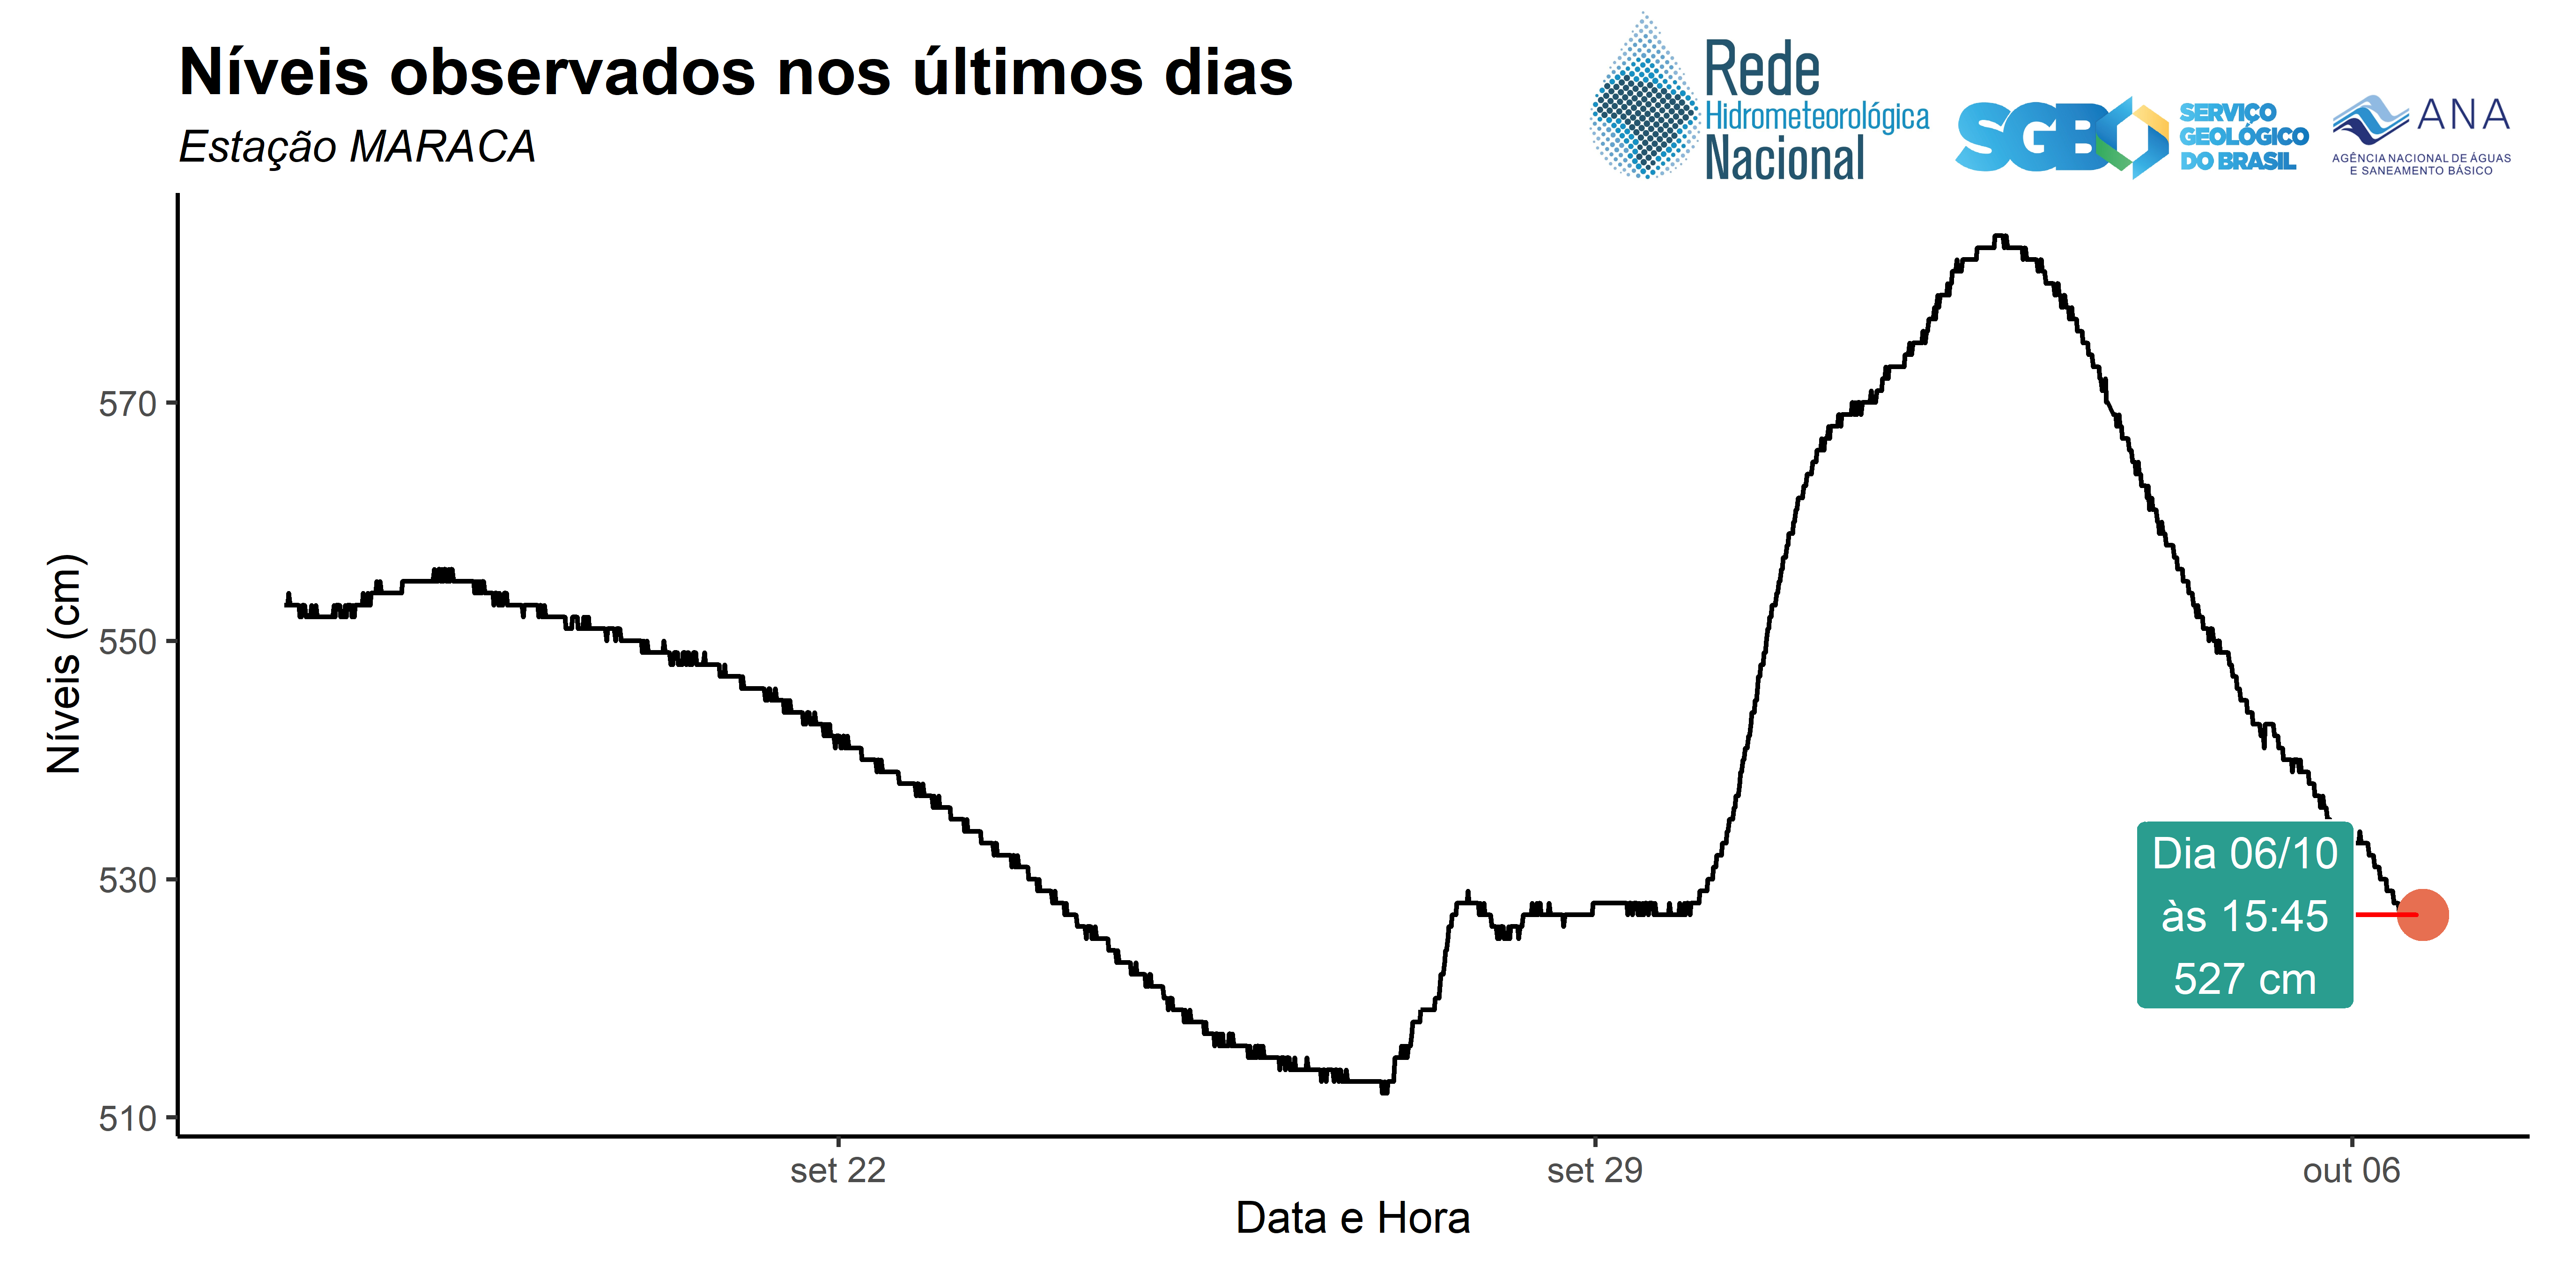 Níveis observados nos últimos dias
Estação MARACA
Rede
Hidrometeorológica
Nacional
SGB
SERVIÇO
GEOLÓGICO
DO BRASIL
ANA
AGÊNCIA NACIONAL DE ÁGUAS
E SANEAMENTO BÁSICO
Níveis (cm)
570
550
530
510
Dia 06/10
às 15:45
527 cm
set 22
set 29
out 06
Data e Hora